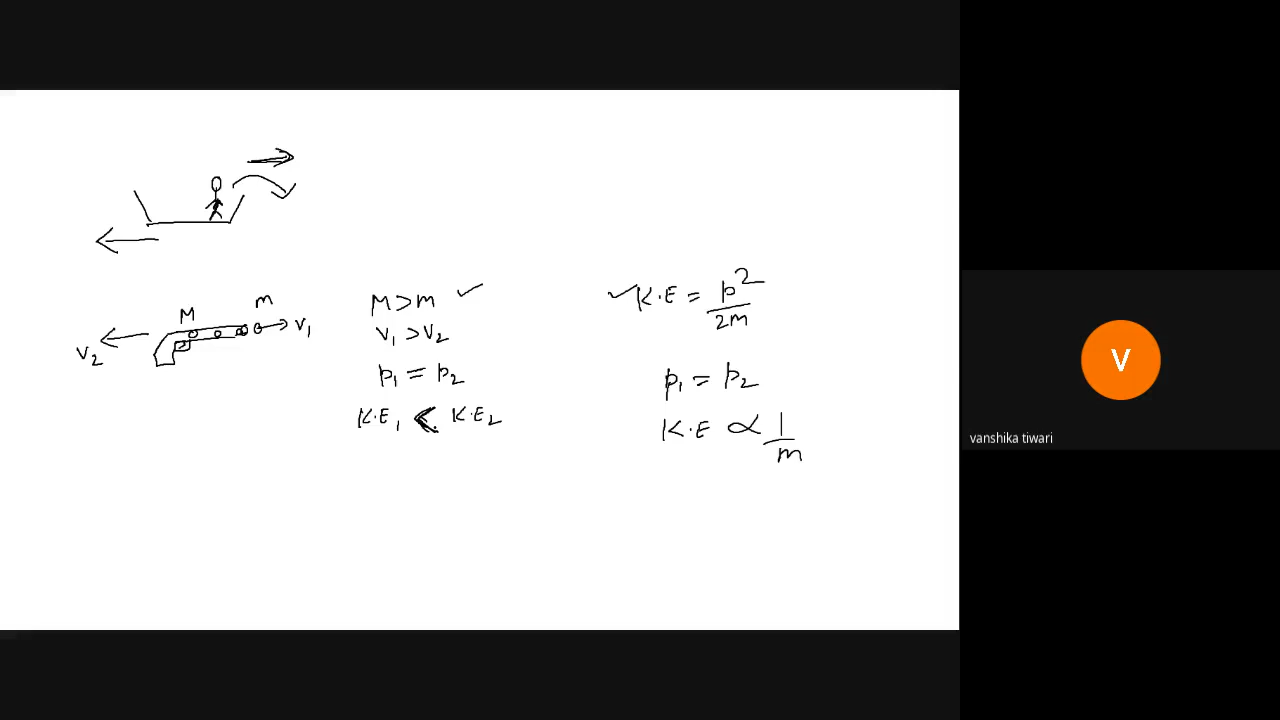 M
m
V₁
V₂
M > m ✓
V₁ > V₂
p₁ = p₂
K.E₁ < K.E₂
✓ K.E = p²/2m
p₁ = p₂
K.E ∝ 1/m
V
vanshika tiwari